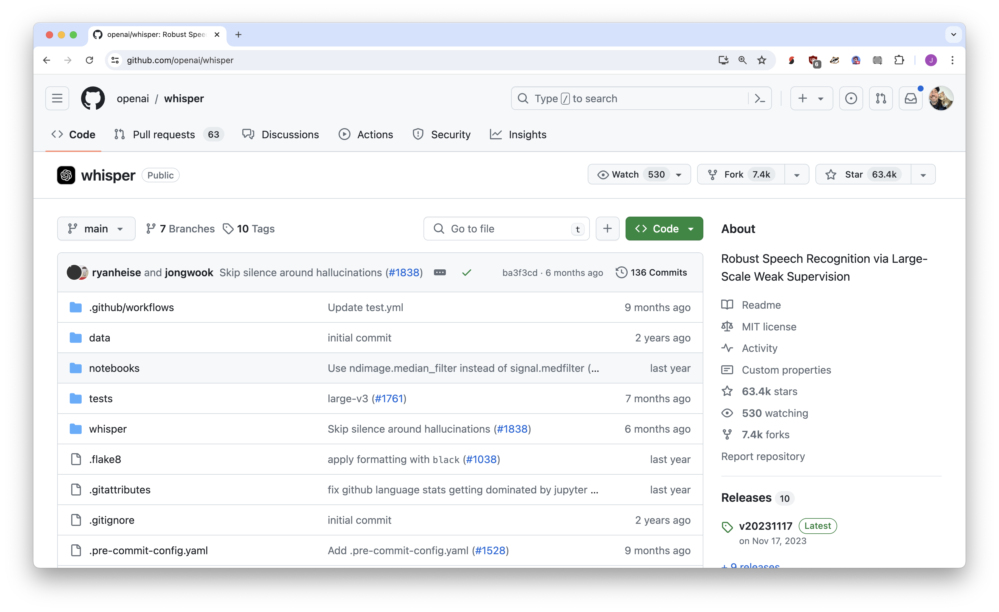 openai/whisper: Robust Spee
github.com/openai/whisper
6
J
openai / whisper
Type / to search
Code
Pull requests 63
Discussions
Actions
Security
Insights
whisper Public
Watch 530
Fork 7.4k
Star 63.4k
main
7 Branches
10 Tags
Go to file t
Code
ryanheise and jongwook Skip silence around hallucinations (#1838)
ba3f3cd · 6 months ago
136 Commits
.github/workflows Update test.yml 9 months ago
data initial commit 2 years ago
notebooks Use ndimage.median_filter instead of signal.medfilter (... last year
tests large-v3 (#1761) 7 months ago
whisper Skip silence around hallucinations (#1838) 6 months ago
.flake8 apply formatting with black (#1038) last year
.gitattributes fix github language stats getting dominated by jupyter ... last year
.gitignore initial commit 2 years ago
.pre-commit-config.yaml Add .pre-commit-config.yaml (#1528) 9 months ago
About
Robust Speech Recognition via Large-
Scale Weak Supervision
Readme
MIT license
Activity
Custom properties
63.4k stars
530 watching
7.4k forks
Report repository
Releases 10
v20231117 Latest
on Nov 17, 2023
+ 9 releases